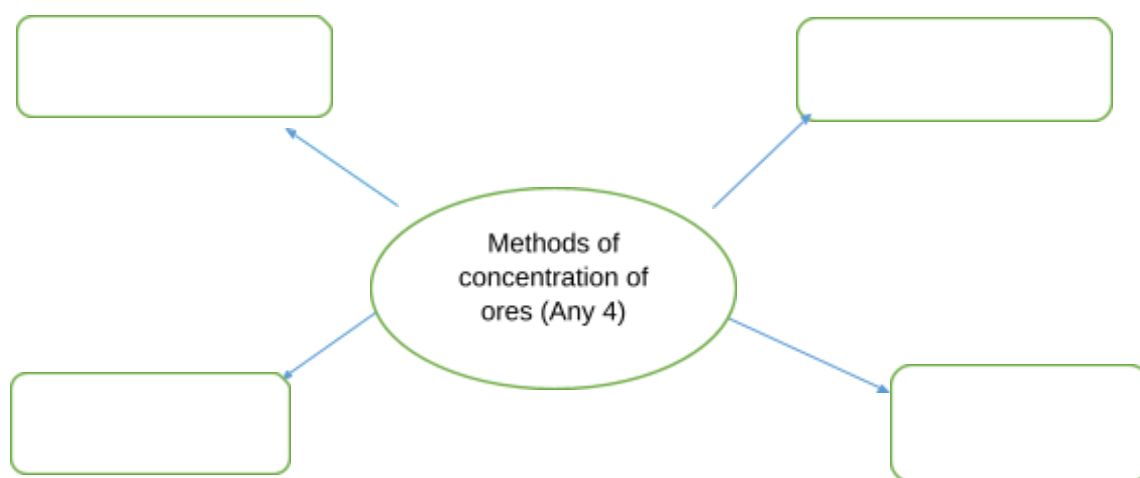 Methods of
concentration of
ores (Any 4)